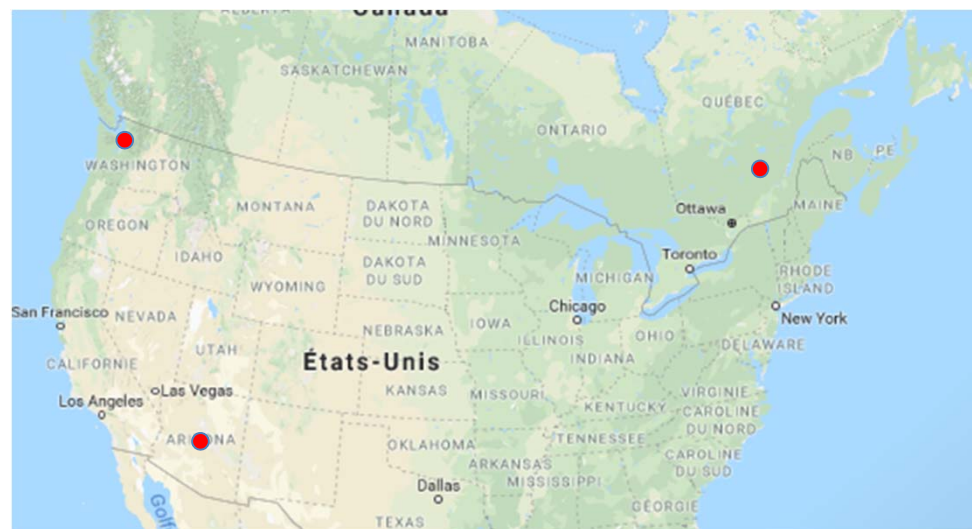 Canada
ALBERTA
MANITOBA
SASKATCHEWAN
QUÉBEC
ONTARIO
NB
PE
WASHINGTON
MONTANA
DAKOTA
DU NORD
Ottawa
MAINE
OREGON
MINNESOTA
Toronto
IDAHO
DAKOTA
DU SUD
MICHIGAN
RHODE
ISLAND
WYOMING
Chicago
San Francisco
NEVADA
NEBRASKA
IOWA
ILLINOIS
OHIO
New York
UTAH
États-Unis
INDIANA
DELAWARE
CALIFORNIE
Las Vegas
KANSAS
MISSOURI
VIRGINIE
Los Angeles
KENTUCKY
CAROLINE
DU NORD
ARIZONA
OKLAHOMA
TENNESSEE
CAROLINE
DU SUD
ARKANSAS
MISSISSIPPI
Dallas
GÉORGIE
Golf
TEXAS